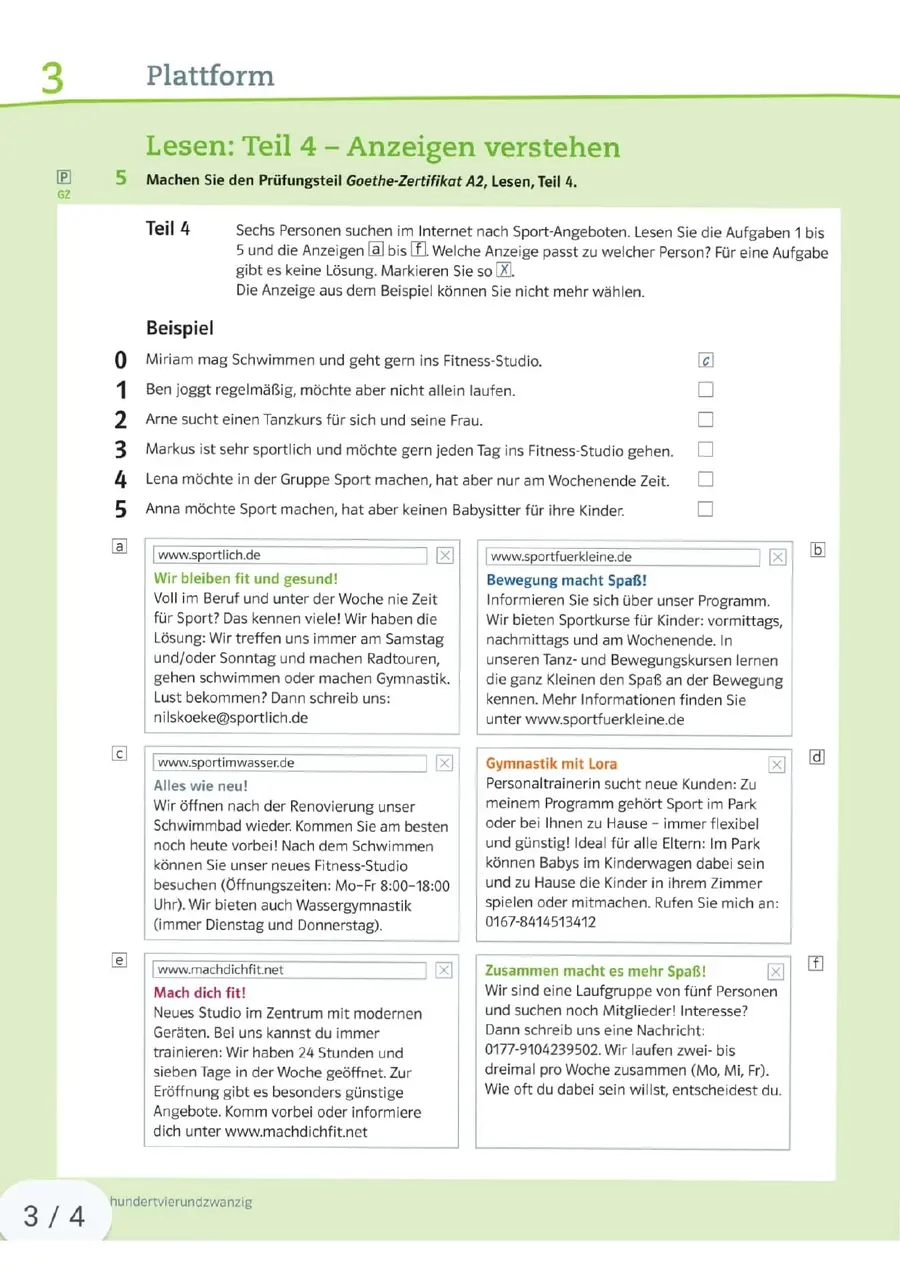 3
Plattform
Lesen: Teil 4 – Anzeigen verstehen
P
GZ
5 Machen Sie den Prüfungsteil Goethe-Zertifikat A2, Lesen, Teil 4.
Teil 4
Sechs Personen suchen im Internet nach Sport-Angeboten. Lesen Sie die Aufgaben 1 bis
5 und die Anzeigen a bis f. Welche Anzeige passt zu welcher Person? Für eine Aufgabe
gibt es keine Lösung. Markieren Sie so X.
Die Anzeige aus dem Beispiel können Sie nicht mehr wählen.
Beispiel
0 Miriam mag Schwimmen und geht gern ins Fitness-Studio. c
1 Ben joggt regelmäßig, möchte aber nicht allein laufen.
2 Arne sucht einen Tanzkurs für sich und seine Frau.
3 Markus ist sehr sportlich und möchte gern jeden Tag ins Fitness-Studio gehen.
4 Lena möchte in der Gruppe Sport machen, hat aber nur am Wochenende Zeit.
5 Anna möchte Sport machen, hat aber keinen Babysitter für ihre Kinder.
a
www.sportlich.de
Wir bleiben fit und gesund!
Voll im Beruf und unter der Woche nie Zeit
für Sport? Das kennen viele! Wir haben die
Lösung: Wir treffen uns immer am Samstag
und/oder Sonntag und machen Radtouren,
gehen schwimmen oder machen Gymnastik.
Lust bekommen? Dann schreib uns:
nilskoeke@sportlich.de
b
www.sportfuerkleine.de
Bewegung macht Spaß!
Informieren Sie sich über unser Programm.
Wir bieten Sportkurse für Kinder: vormittags,
nachmittags und am Wochenende. In
unseren Tanz- und Bewegungskursen lernen
die ganz Kleinen den Spaß an der Bewegung
kennen. Mehr Informationen finden Sie
unter www.sportfuerkleine.de
c
www.sportimwasser.de
Alles wie neu!
Wir öffnen nach der Renovierung unser
Schwimmbad wieder. Kommen Sie am besten
noch heute vorbei! Nach dem Schwimmen
können Sie unser neues Fitness-Studio
besuchen (Öffnungszeiten: Mo–Fr 8:00–18:00
Uhr). Wir bieten auch Wassergymnastik
(immer Dienstag und Donnerstag).
d
Gymnastik mit Lora
Personaltrainerin sucht neue Kunden: Zu
meinem Programm gehört Sport im Park
oder bei Ihnen zu Hause – immer flexibel
und günstig! Ideal für alle Eltern: Im Park
können Babys im Kinderwagen dabei sein
und zu Hause die Kinder in ihrem Zimmer
spielen oder mitmachen. Rufen Sie mich an:
0167-8414513412
e
www.machdichfit.net
Mach dich fit!
Neues Studio im Zentrum mit modernen
Geräten. Bei uns kannst du immer
trainieren: Wir haben 24 Stunden und
sieben Tage in der Woche geöffnet. Zur
Eröffnung gibt es besonders günstige
Angebote. Komm vorbei oder informiere
dich unter www.machdichfit.net
f
Zusammen macht es mehr Spaß!
Wir sind eine Laufgruppe von fünf Personen
und suchen noch Mitglieder! Interesse?
Dann schreib uns eine Nachricht:
0177-9104239502. Wir laufen zwei- bis
dreimal pro Woche zusammen (Mo, Mi, Fr).
Wie oft du dabei sein willst, entscheidest du.
hundertvierundzwanzig
3 / 4